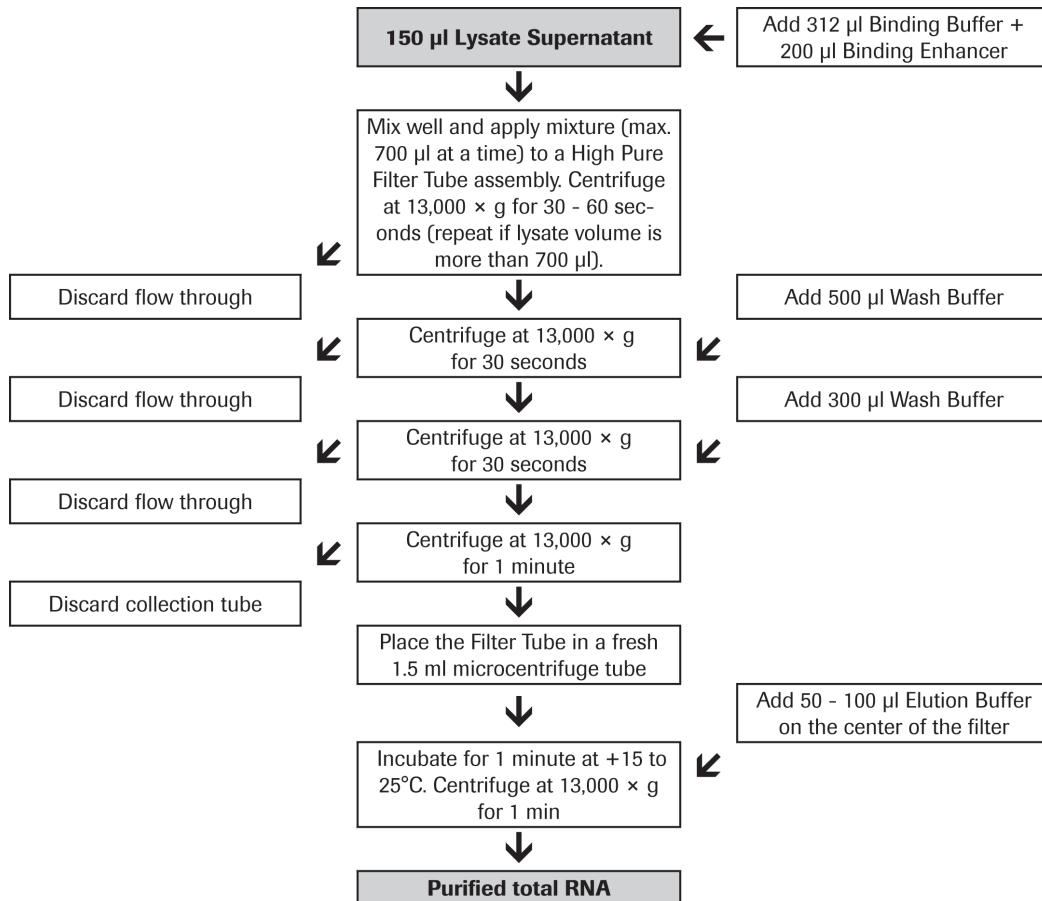 150 µl Lysate Supernatant
Add 312 µl Binding Buffer +
200 µl Binding Enhancer
Mix well and apply mixture (max.
700 µl at a time) to a High Pure
Filter Tube assembly. Centrifuge
at 13,000 × g for 30 - 60 sec-
onds (repeat if lysate volume is
more than 700 µl).
Discard flow through
Add 500 µl Wash Buffer
Centrifuge at 13,000 × g
for 30 seconds
Discard flow through
Add 300 µl Wash Buffer
Centrifuge at 13,000 × g
for 30 seconds
Discard flow through
Centrifuge at 13,000 × g
for 1 minute
Discard collection tube
Place the Filter Tube in a fresh
1.5 ml microcentrifuge tube
Add 50 - 100 µl Elution Buffer
on the center of the filter
Incubate for 1 minute at +15 to
25°C. Centrifuge at 13,000 × g
for 1 min
Purified total RNA